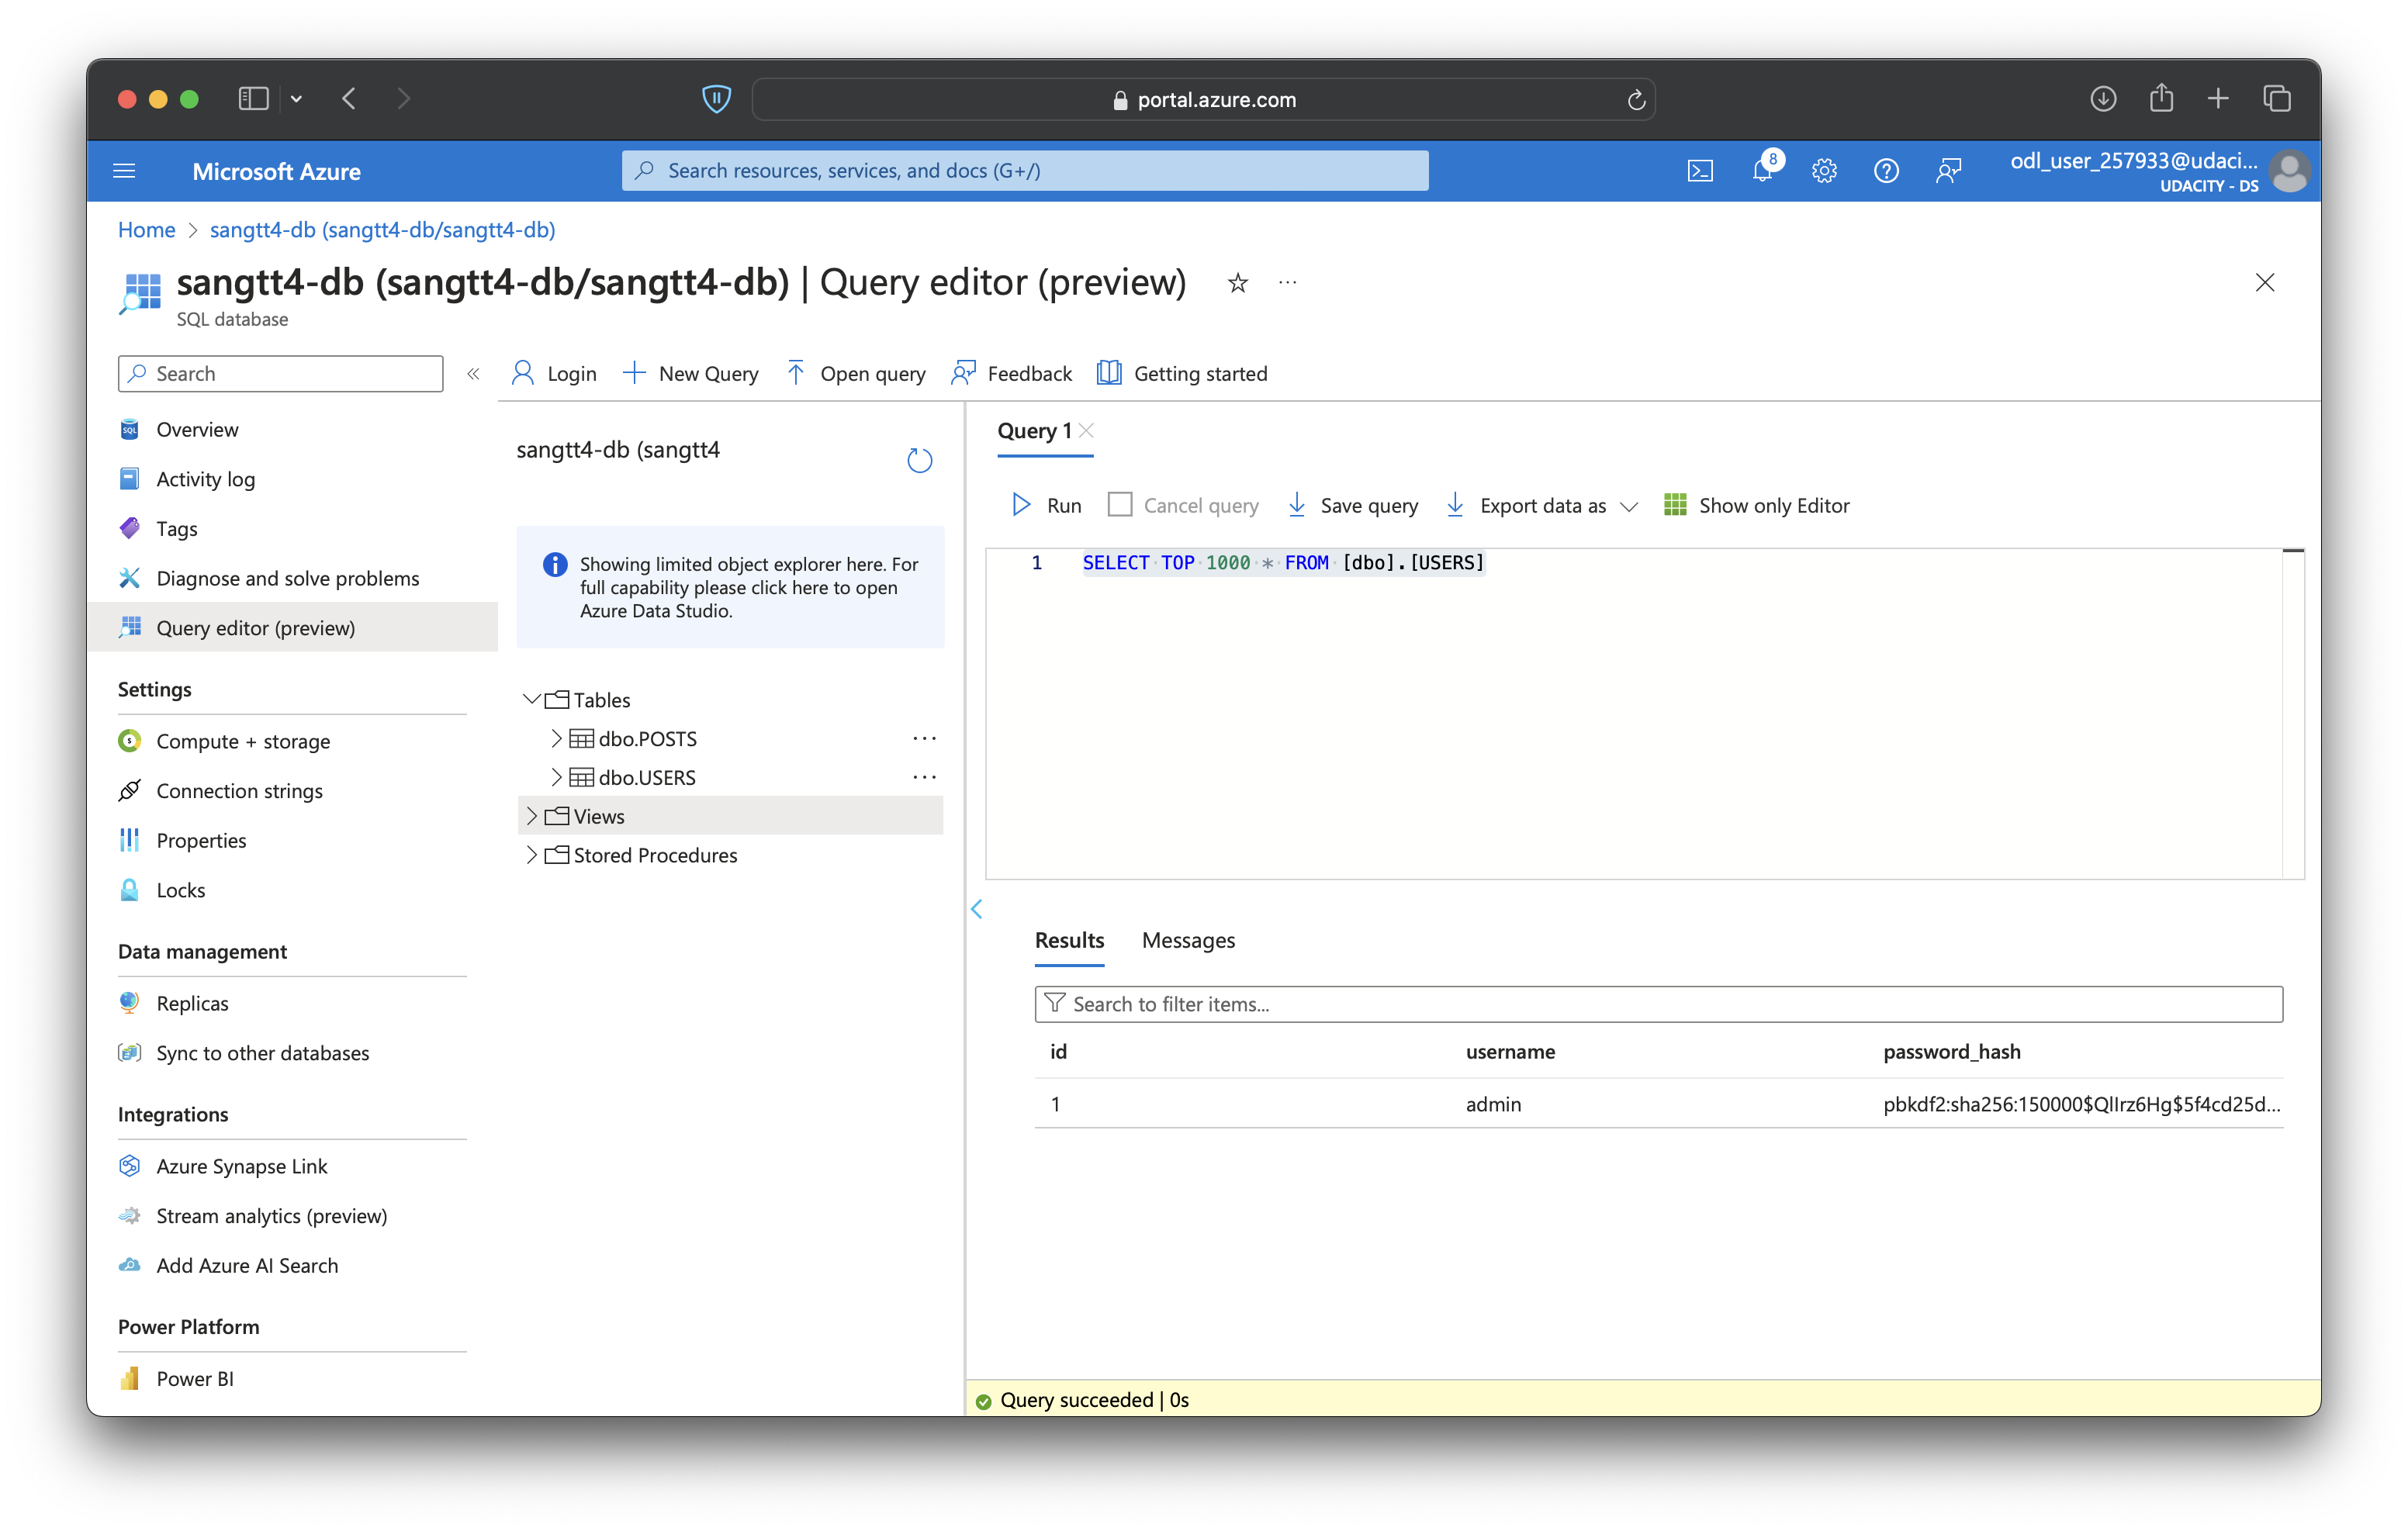 portal.azure.com
Microsoft Azure
Search resources, services, and docs (G+/)
8
odl_user_257933@udaci...
UDACITY - DS
Home > sangtt4-db (sangtt4-db/sangtt4-db)
sangtt4-db (sangtt4-db/sangtt4-db) | Query editor (preview)
SQL database
Search
«
Login
New Query
Open query
Feedback
Getting started
Overview
Activity log
Tags
Diagnose and solve problems
Query editor (preview)
Settings
Compute + storage
Connection strings
Properties
Locks
Data management
Replicas
Sync to other databases
Integrations
Azure Synapse Link
Stream analytics (preview)
Add Azure AI Search
Power Platform
Power BI
sangtt4-db (sangtt4
Showing limited object explorer here. For
full capability please click here to open
Azure Data Studio.
Tables
dbo.POSTS
dbo.USERS
Views
Stored Procedures
Query 1
Run
Cancel query
Save query
Export data as
Show only Editor
1 SELECT TOP 1000 * FROM [dbo].[USERS]
Results
Messages
Search to filter items...
id username password_hash
1 admin pbkdf2:sha256:150000$QlIrz6Hg$5f4cd25d...
Query succeeded | 0s